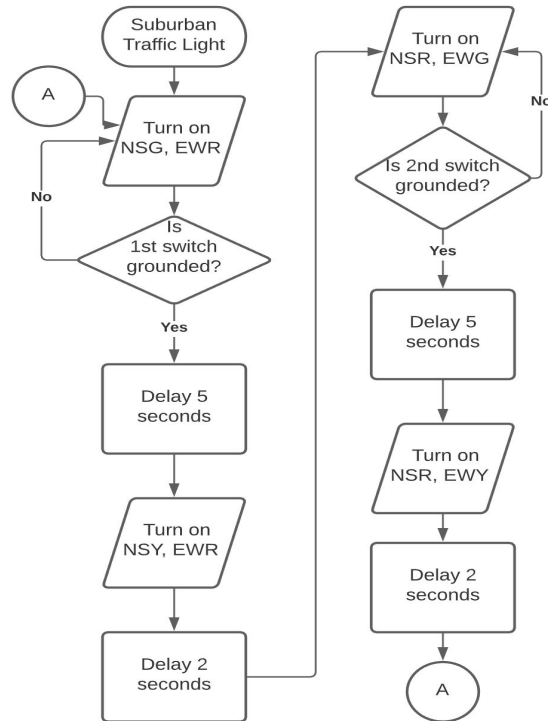 Suburban
Traffic Light
A
Turn on
NSG, EWR
No
Is
1st switch
grounded?
Yes
Delay 5
seconds
Turn on
NSY, EWR
Delay 2
seconds
Turn on
NSR, EWG
No
Is 2nd switch
grounded?
Yes
Delay 5
seconds
Turn on
NSR, EWY
Delay 2
seconds
A